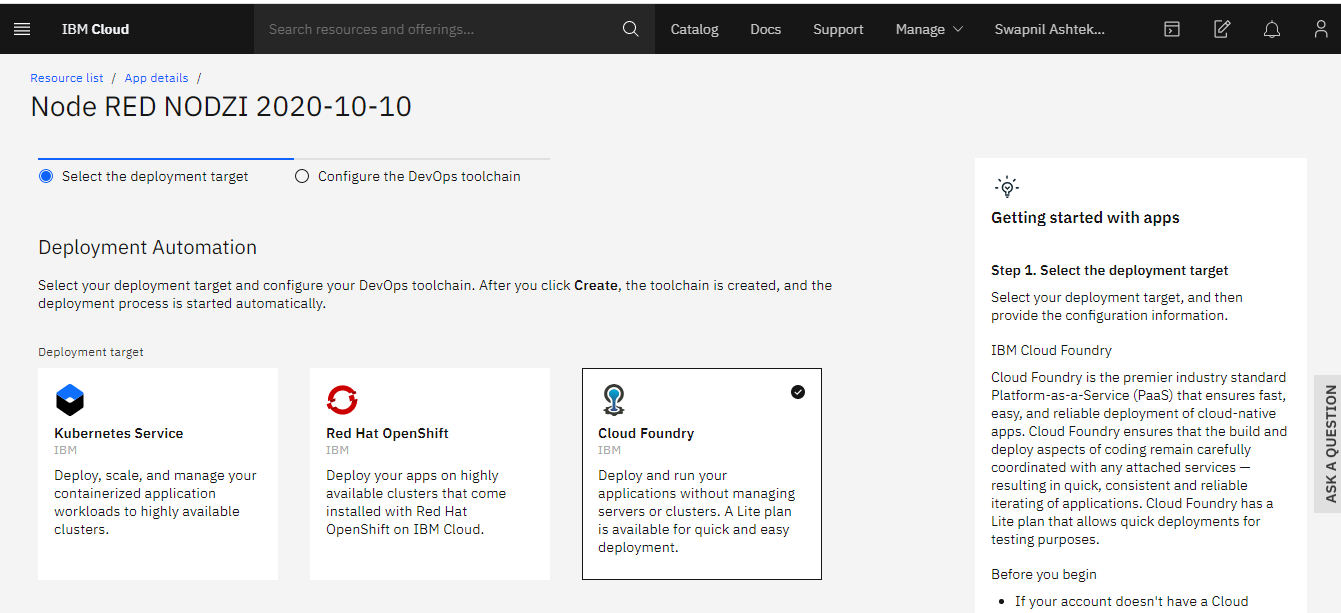 IBM Cloud
Search resources and offerings...
Catalog
Docs
Support
Manage
Swapnil Ashtek...
Resource list / App details /
Node RED NODZI 2020-10-10
Select the deployment target
Configure the DevOps toolchain
Deployment Automation
Select your deployment target and configure your DevOps toolchain. After you click Create, the toolchain is created, and the
deployment process is started automatically.
Deployment target
Kubernetes Service
IBM
Deploy, scale, and manage your
containerized application
workloads to highly available
clusters.
Red Hat OpenShift
IBM
Deploy your apps on highly
available clusters that come
installed with Red Hat
OpenShift on IBM Cloud.
Cloud Foundry
IBM
Deploy and run your
applications without managing
servers or clusters. A Lite plan
is available for quick and easy
deployment.
Getting started with apps
Step 1. Select the deployment target
Select your deployment target, and then
provide the configuration information.
IBM Cloud Foundry
Cloud Foundry is the premier industry standard
Platform-as-a-Service (PaaS) that ensures fast,
easy, and reliable deployment of cloud-native
apps. Cloud Foundry ensures that the build and
deploy aspects of coding remain carefully
coordinated with any attached services —
resulting in quick, consistent and reliable
iterating of applications. Cloud Foundry has a
Lite plan that allows quick deployments for
testing purposes.
Before you begin
• If your account doesn't have a Cloud
ASK A QUESTION